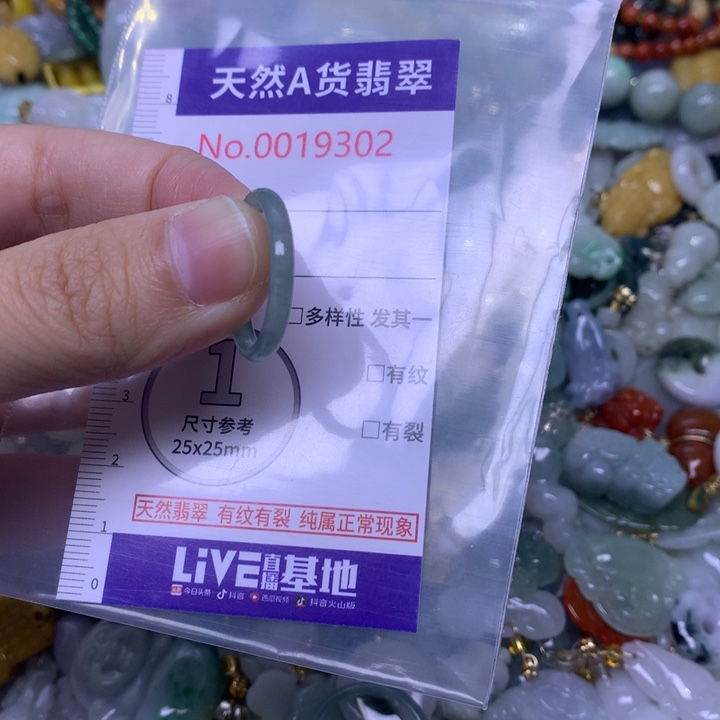 天然A货翡翠
No.0019302
8
□多样性 发其一
□有纹
□有裂
1
尺寸参考
25x25mm
3
2
1
0
天然翡翠 有纹有裂 纯属正常现象
LiVE直播基地
今日头条 抖音 西瓜视频 抖音火山版